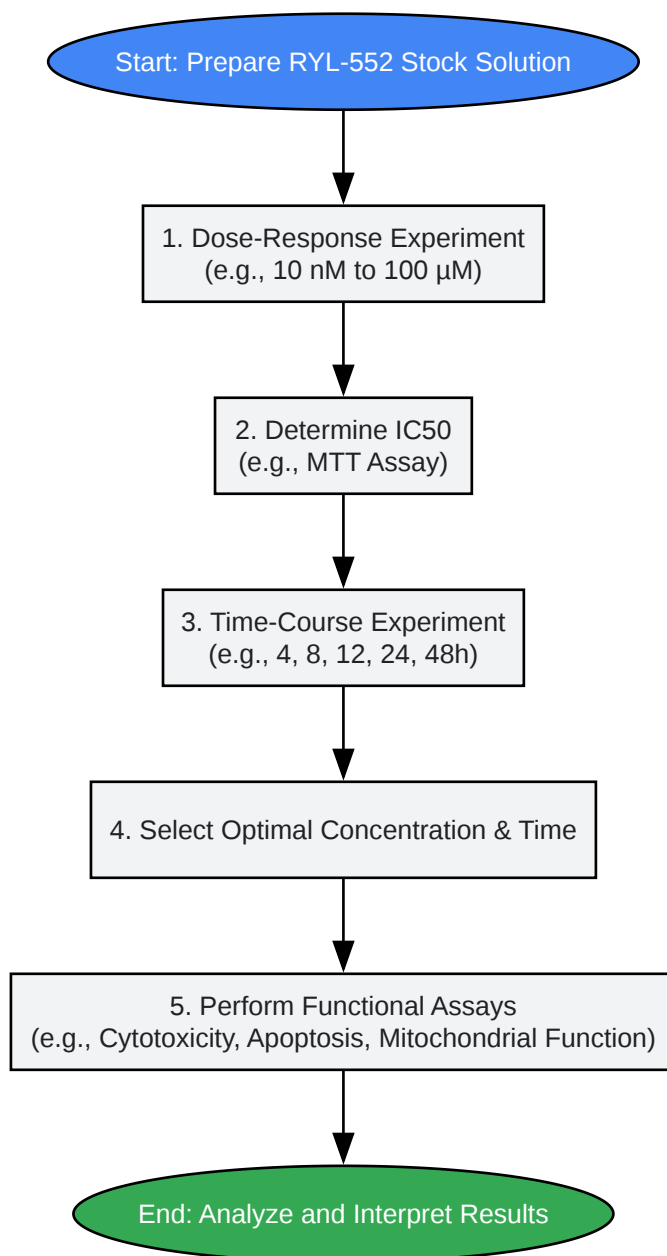 Start: Prepare RYL-552 Stock Solution
1. Dose-Response Experiment
(e.g., 10 nM to 100 µM)
2. Determine IC50
(e.g., MTT Assay)
3. Time-Course Experiment
(e.g., 4, 8, 12, 24, 48h)
4. Select Optimal Concentration & Time
5. Perform Functional Assays
(e.g., Cytotoxicity, Apoptosis, Mitochondrial Function)
End: Analyze and Interpret Results